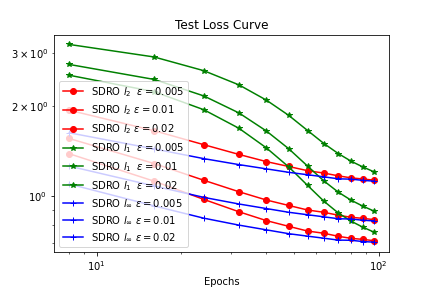 Test Loss Curve
3 × 10⁰
2 × 10⁰
10⁰
SDRO l₂ ε = 0.005
SDRO l₂ ε = 0.01
SDRO l₂ ε = 0.02
SDRO l₁ ε = 0.005
SDRO l₁ ε = 0.01
SDRO l₁ ε = 0.02
SDRO l∞ ε = 0.005
SDRO l∞ ε = 0.01
SDRO l∞ ε = 0.02
10¹ 10²
Epochs